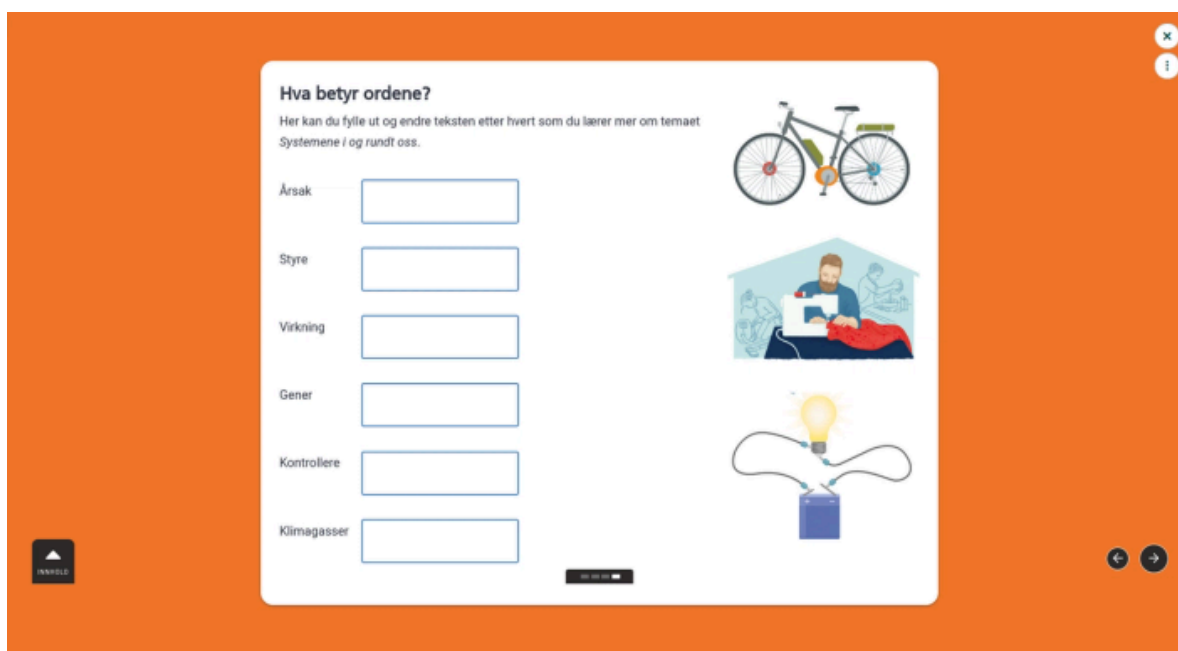 Hva betyr ordene?
Her kan du fylle ut og endre teksten etter hvert som du lærer mer om temaet
Systemene i og rundt oss.
Årsak
Styre
Virkning
Gener
Kontrollere
Klimagasser
INNHOLD